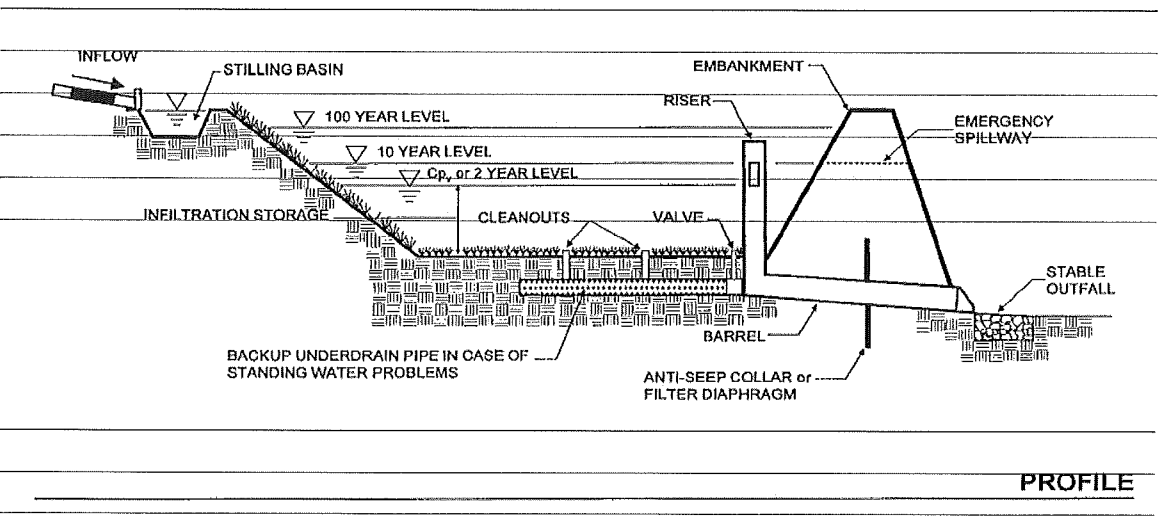 INFLOW
STILLING BASIN
EMBANKMENT
RISER
100 YEAR LEVEL
EMERGENCY
SPILLWAY
10 YEAR LEVEL
Cpv or 2 YEAR LEVEL
INFILTRATION STORAGE
CLEANOUTS
VALVE
STABLE
OUTFALL
BARREL
BACKUP UNDERDRAIN PIPE IN CASE OF
STANDING WATER PROBLEMS
ANTI-SEEP COLLAR or
FILTER DIAPHRAGM
PROFILE